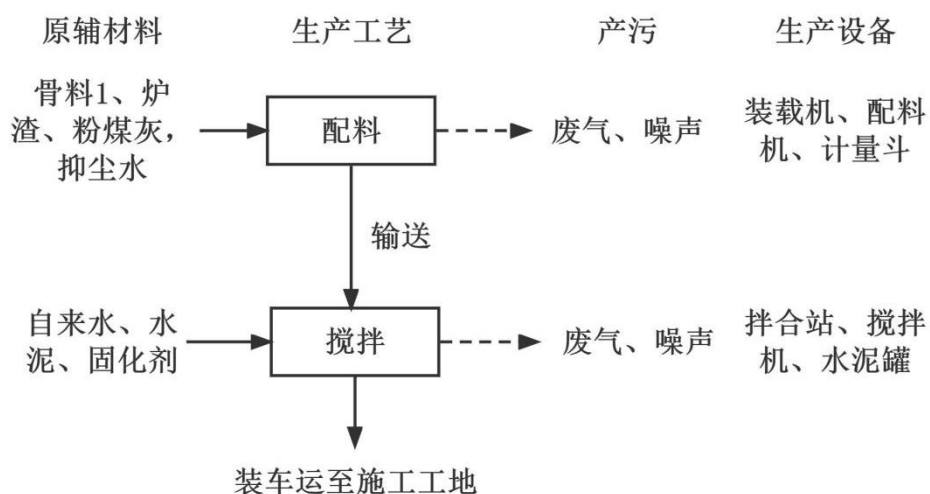 原辅材料 生产工艺 产污 生产设备
骨料1、炉
渣、粉煤灰,
抑尘水
配料
废气、噪声
装载机、配料
机、计量斗
输送
自来水、水
泥、固化剂
搅拌
废气、噪声
拌合站、搅拌
机、水泥罐
装车运至施工工地